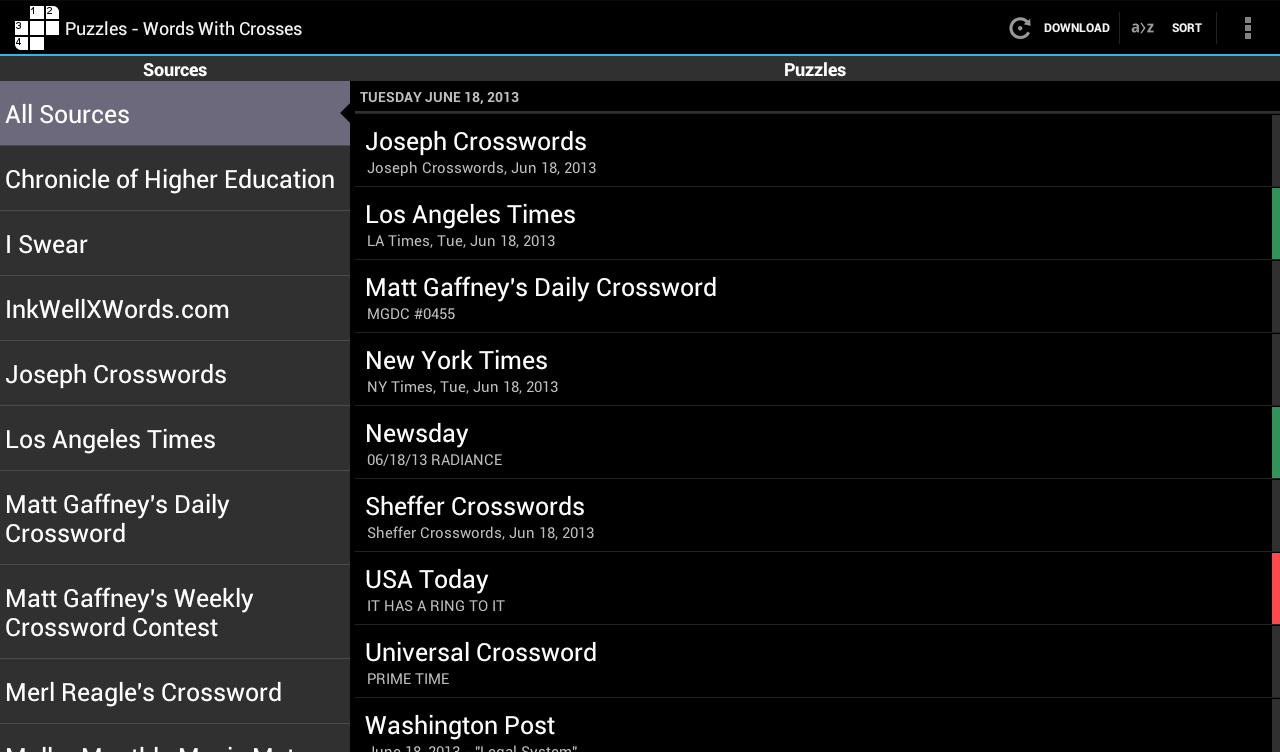 1 2
3
4
Puzzles - Words With Crosses
DOWNLOAD
a›z SORT
Sources
Puzzles
All Sources
Chronicle of Higher Education
I Swear
InkWellXWords.com
Joseph Crosswords
Los Angeles Times
Matt Gaffney's Daily
Crossword
Matt Gaffney's Weekly
Crossword Contest
Merl Reagle's Crossword
TUESDAY JUNE 18, 2013
Joseph Crosswords
Joseph Crosswords, Jun 18, 2013
Los Angeles Times
LA Times, Tue, Jun 18, 2013
Matt Gaffney's Daily Crossword
MGDC #0455
New York Times
NY Times, Tue, Jun 18, 2013
Newsday
06/18/13 RADIANCE
Sheffer Crosswords
Sheffer Crosswords, Jun 18, 2013
USA Today
IT HAS A RING TO IT
Universal Crossword
PRIME TIME
Washington Post
June 18, 2013 - "Legal System"